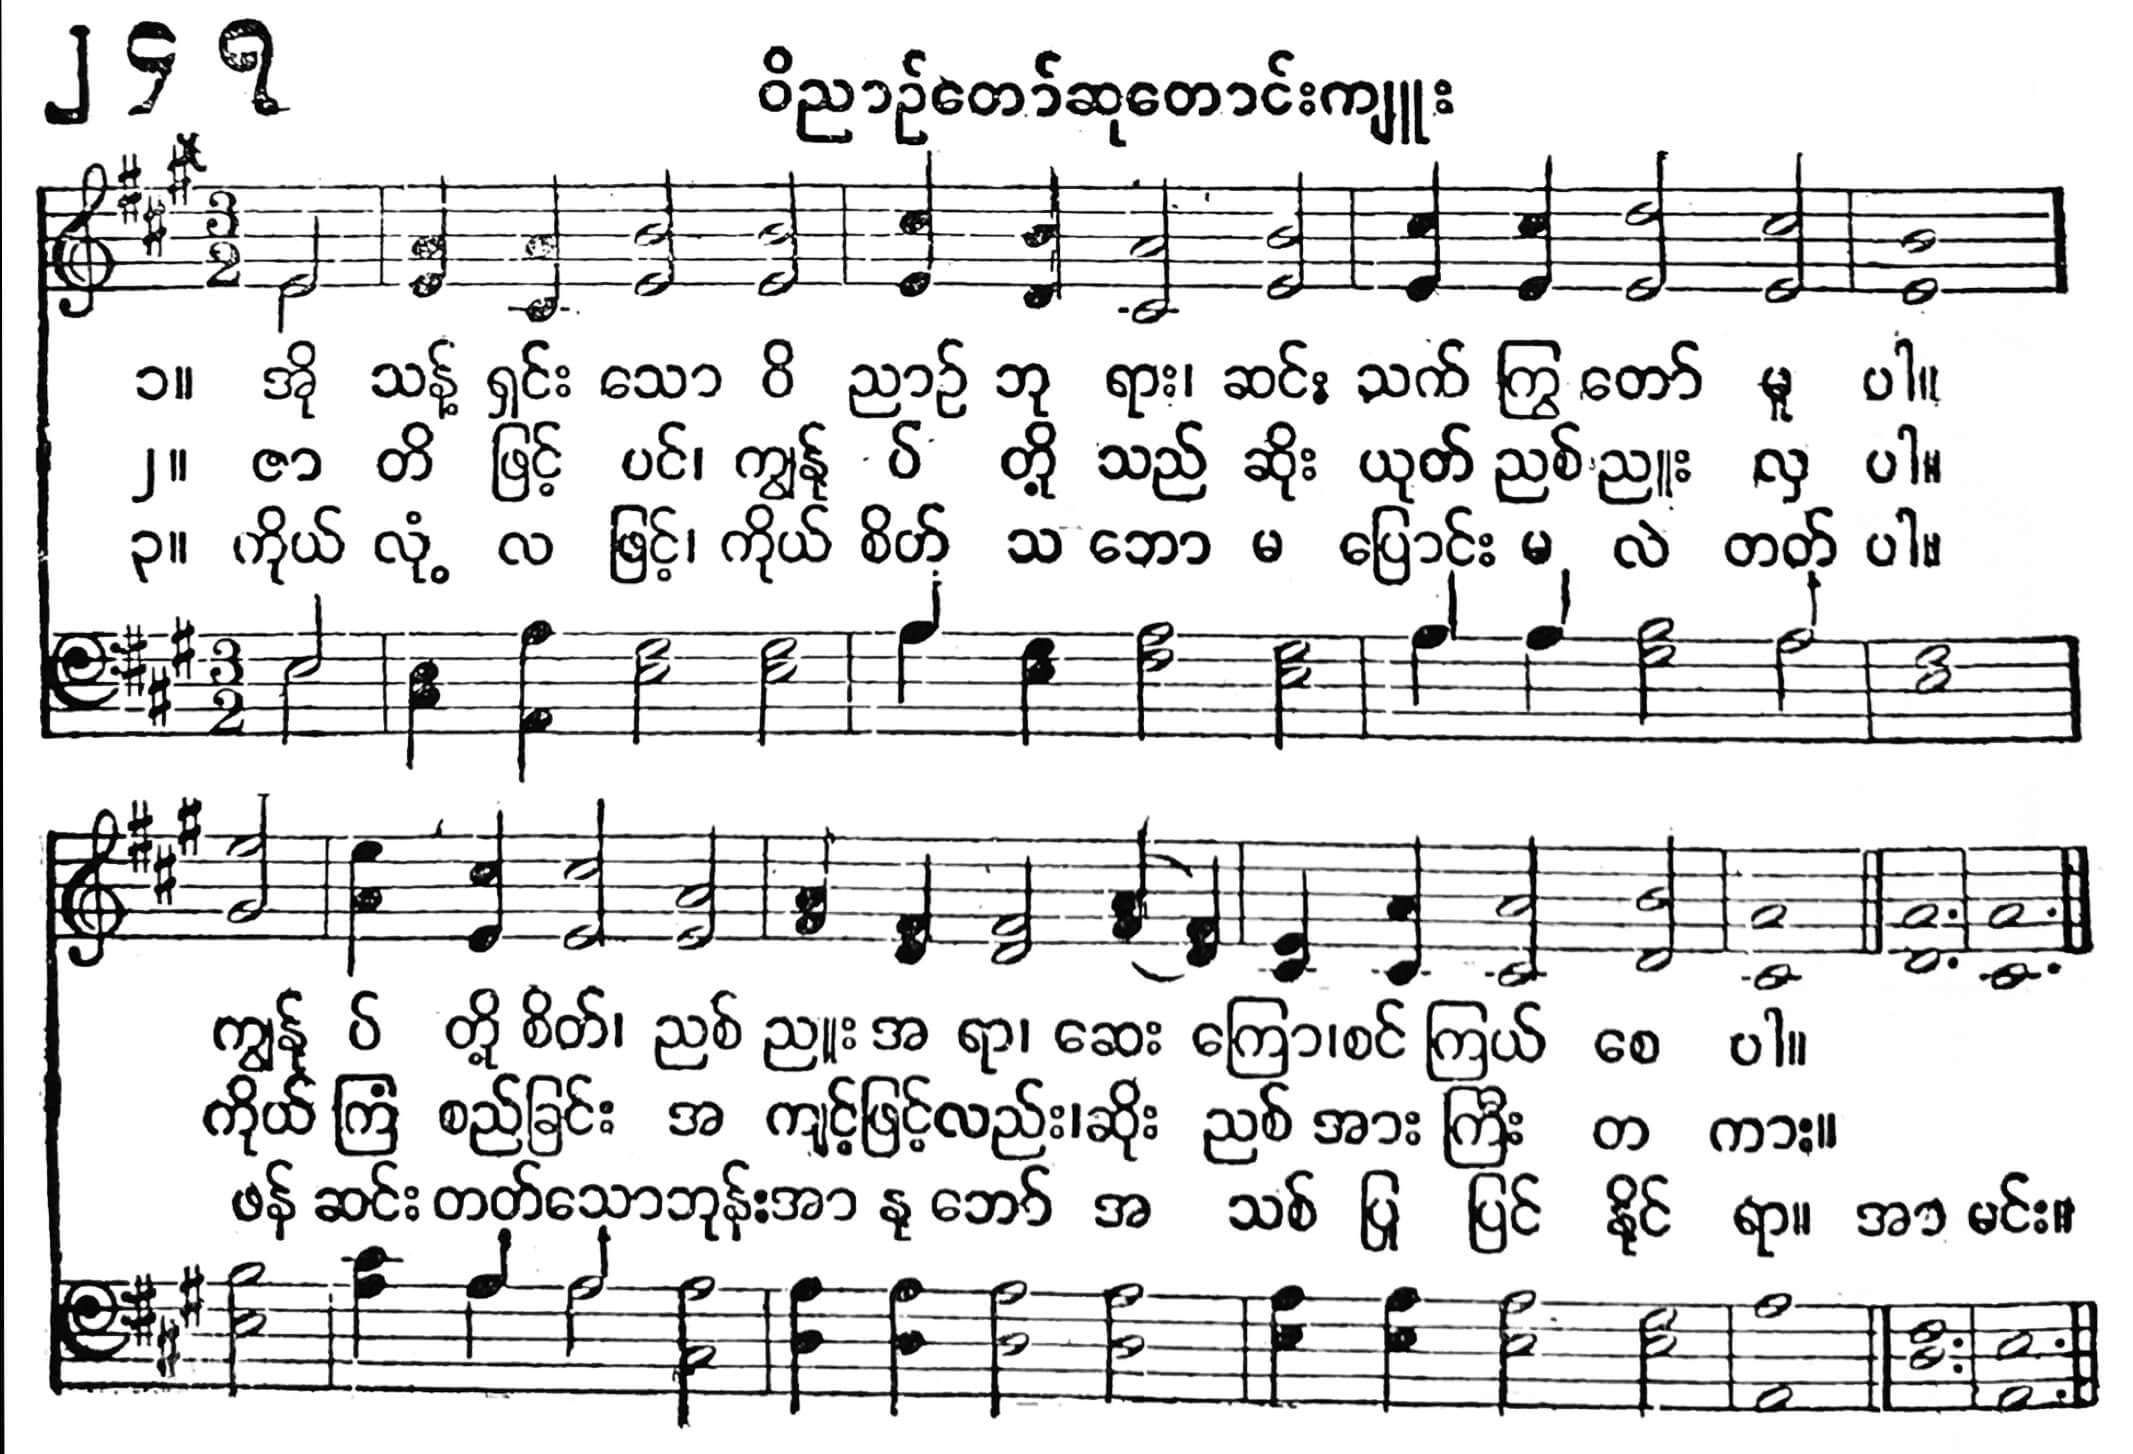 ၂၄၇
ဝိညာဉ်တော်ဆုတောင်းကျူး
၁။ အို သန့် ရှင်း သော ဝိ ညာဉ် ဘု ရား၊ ဆင်း သက် ကြွ တော် မူ ပါ။
၂။ ဇာ တိ ဖြင့် ပင်၊ ကျွန်ု ပ် တို့ သည် ဆိုး ယုတ် ညစ် ညူး လှ ပါ။
၃။ ကိုယ် လုံ့ လ ဖြင့်၊ ကိုယ် စိတ် သ ဘော မ ပြောင်း မ လဲ တတ် ပါ။
ကျွန်ု ပ် တို့ စိတ်၊ ညစ် ညူး အ ရာ၊ ဆေး ကြော၊ စင် ကြယ် စေ ပါ။
ကိုယ် ကြံ စည် ခြင်း အ ကျင့် ဖြင့် လည်း၊ ဆိုး ညစ် အား ကြီး တ ကား။
ဖန် ဆင်း တတ် သော ဘုန်း အာ နု ဘော် အ သစ် ပြု ပြင် နိုင် ရာ။ အာ မင်း။